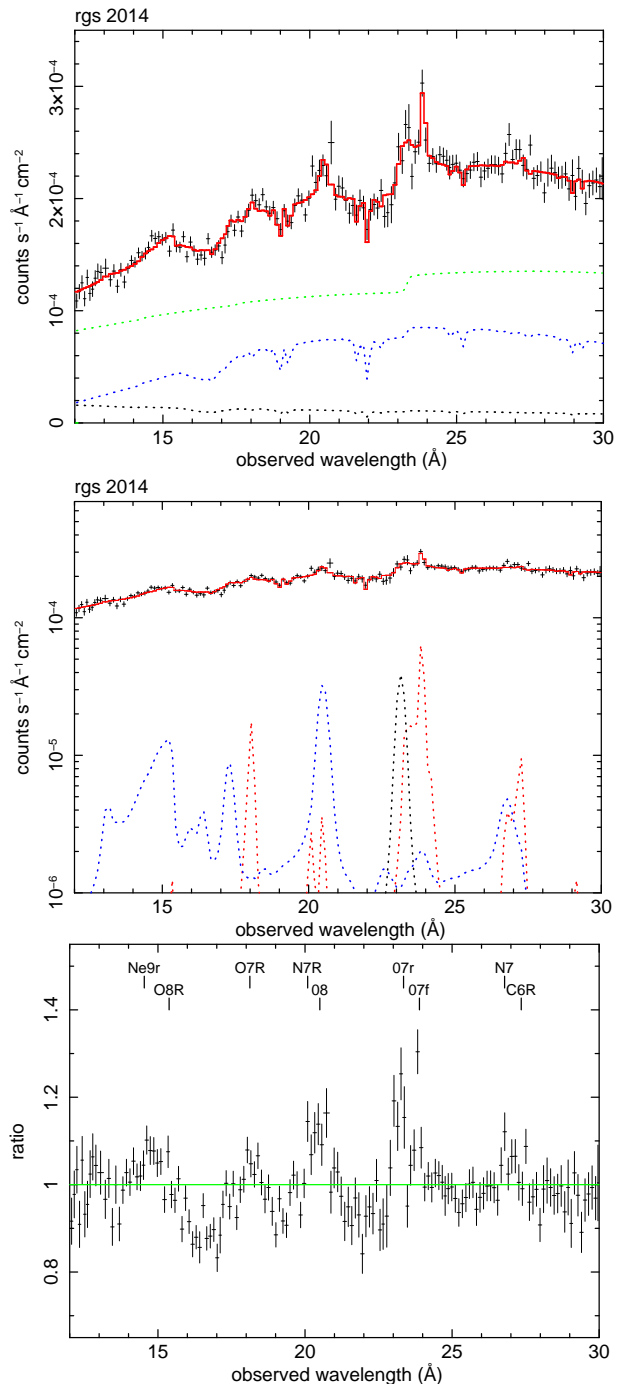 rgs 2014
3×10⁻⁴
2×10⁻⁴
10⁻⁴
0
counts s⁻¹ Å⁻¹ cm⁻²
15 20 25 30
observed wavelength (Å)
rgs 2014
10⁻⁴
10⁻⁵
10⁻⁶
counts s⁻¹ Å⁻¹ cm⁻²
15 20 25 30
observed wavelength (Å)
Ne9r O7R N7R 07r N7
O8R 08 07f C6R
1.4
1.2
1
0.8
ratio
15 20 25 30
observed wavelength (Å)